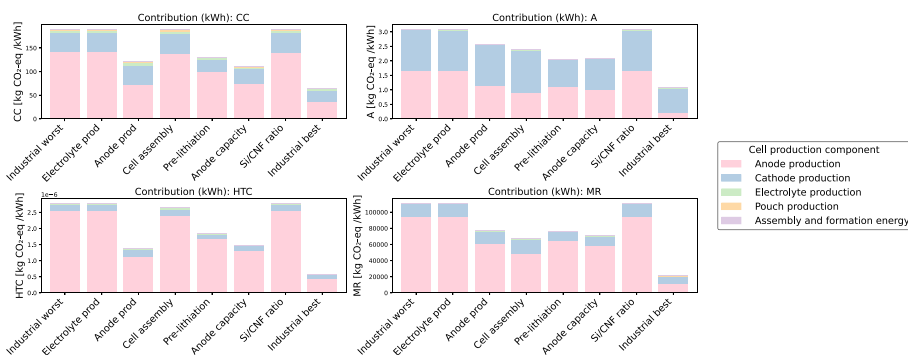 Contribution (kWh): CC
CC [kg CO₂-eq /kWh]
150
100
50
0
Industrial worst
Electrolyte prod
Anode prod
Cell assembly
Pre-lithiation
Anode capacity
Si/CNF ratio
Industrial best
Contribution (kWh): A
A [kg CO₂-eq /kWh]
3.0
2.5
2.0
1.5
1.0
0.5
0.0
Industrial worst
Electrolyte prod
Anode prod
Cell assembly
Pre-lithiation
Anode capacity
Si/CNF ratio
Industrial best
Contribution (kWh): HTC
1e−6
HTC [kg CO₂-eq /kWh]
2.5
2.0
1.5
1.0
0.5
0.0
Industrial worst
Electrolyte prod
Anode prod
Cell assembly
Pre-lithiation
Anode capacity
Si/CNF ratio
Industrial best
Contribution (kWh): MR
MR [kg CO₂-eq /kWh]
100000
80000
60000
40000
20000
0
Industrial worst
Electrolyte prod
Anode prod
Cell assembly
Pre-lithiation
Anode capacity
Si/CNF ratio
Industrial best
Cell production component
Anode production
Cathode production
Electrolyte production
Pouch production
Assembly and formation energy